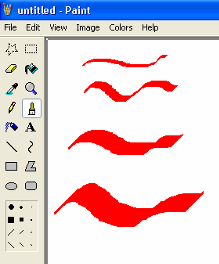 untitled - Paint
File Edit View Image Colors Help
A